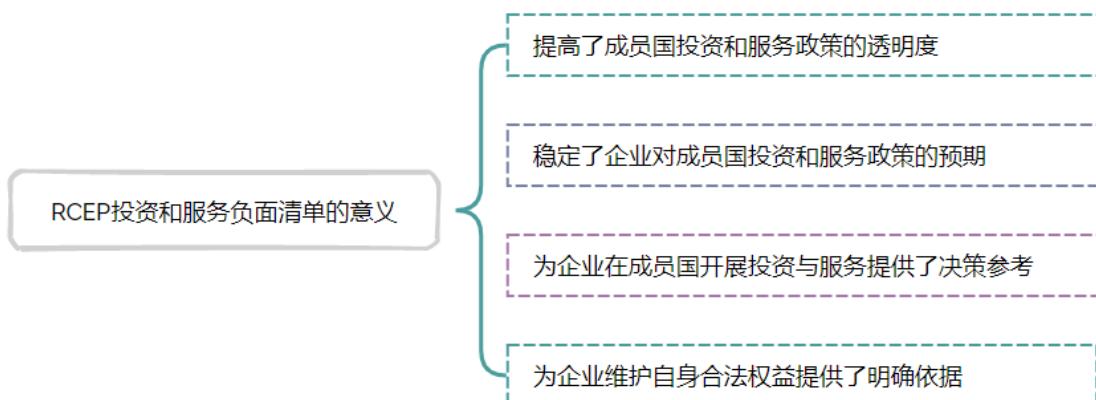 提高了成员国投资和服务政策的透明度
稳定了企业对成员国投资和服务政策的预期
RCEP投资和服务负面清单的意义
为企业在成员国开展投资与服务提供了决策参考
为企业维护自身合法权益提供了明确依据